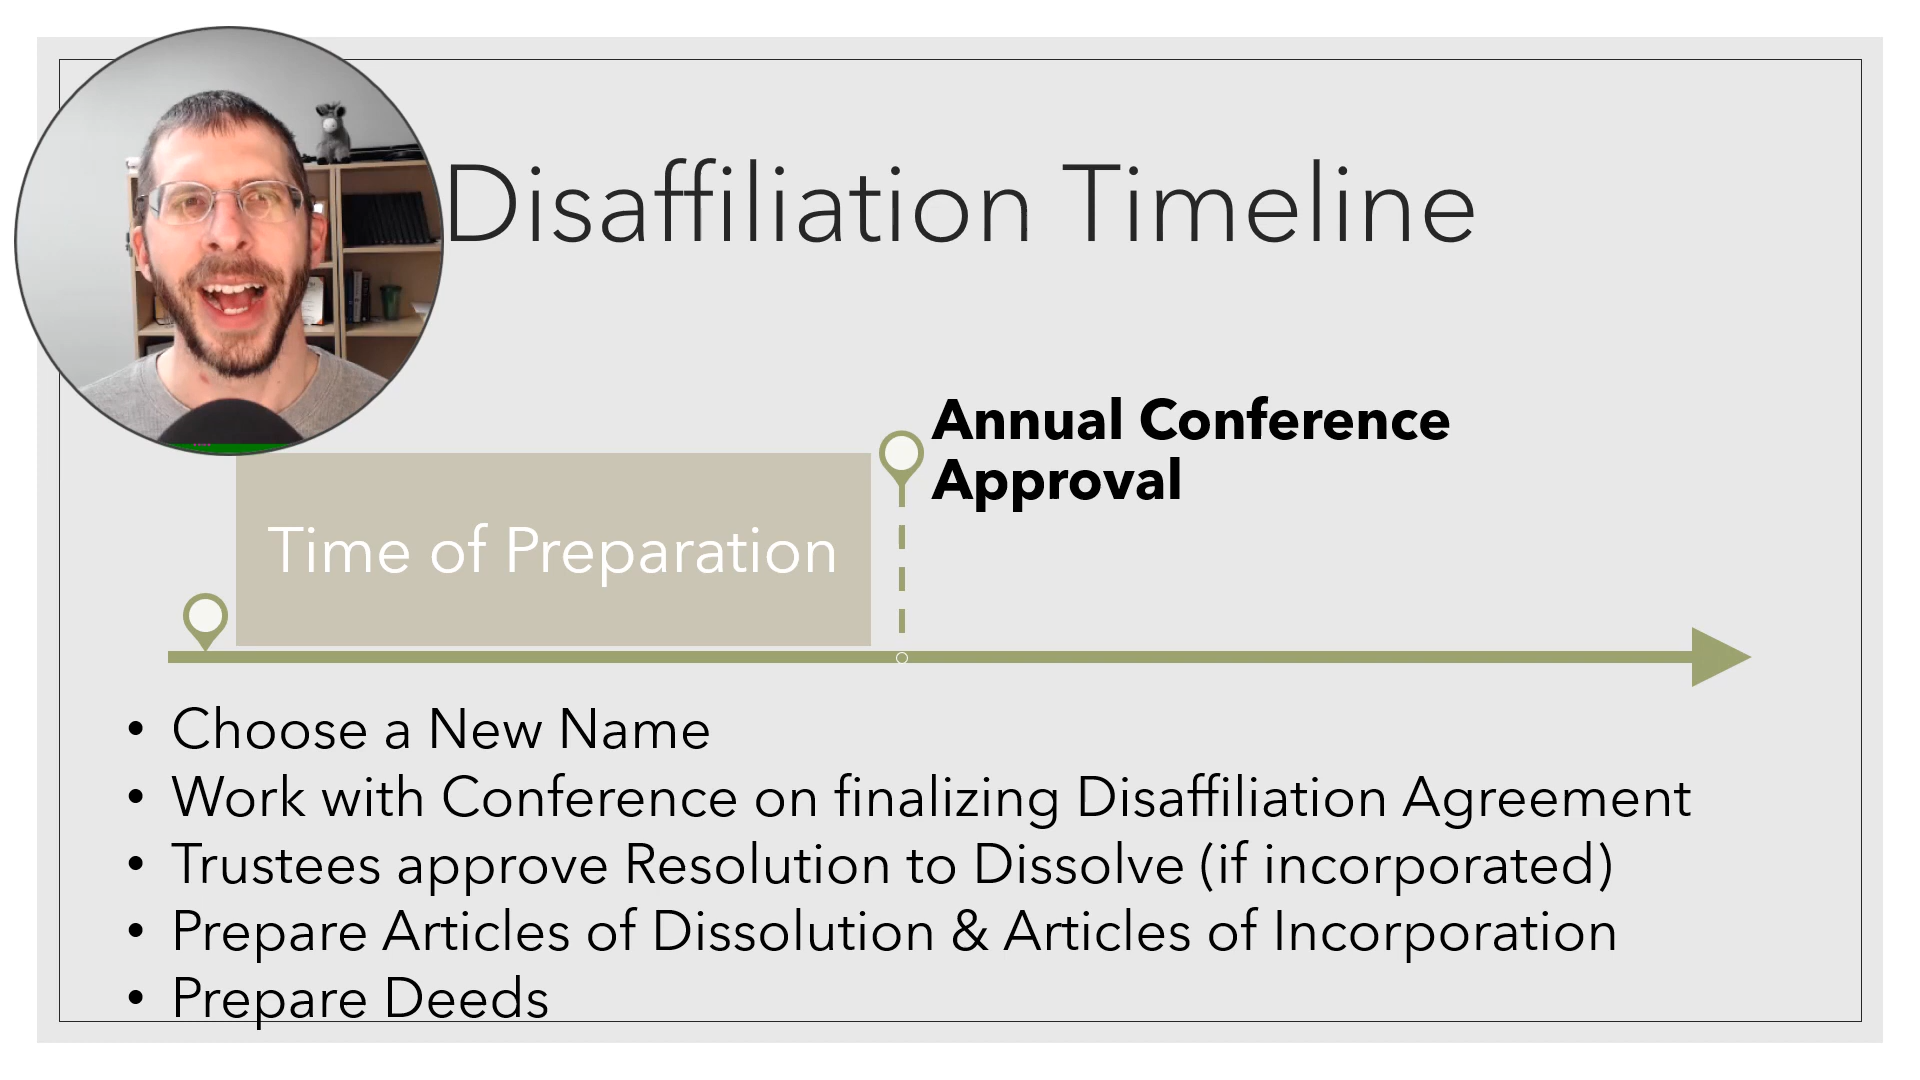 Disaffiliation Timeline
Annual Conference
Approval
Time of Preparation
• Choose a New Name
• Work with Conference on finalizing Disaffiliation Agreement
• Trustees approve Resolution to Dissolve (if incorporated)
• Prepare Articles of Dissolution & Articles of Incorporation
• Prepare Deeds